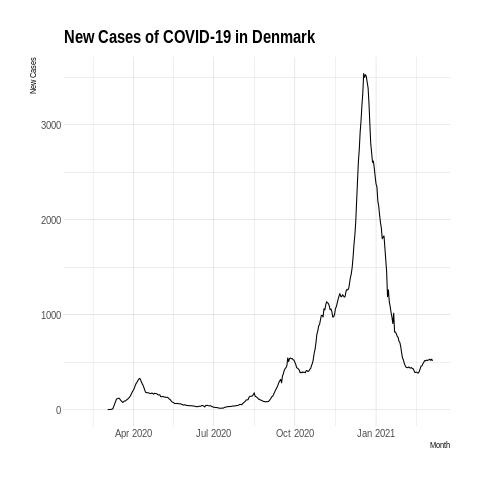 New Cases of COVID-19 in Denmark
New Cases
3000
2000
1000
0
Apr 2020 Jul 2020 Oct 2020 Jan 2021
Month